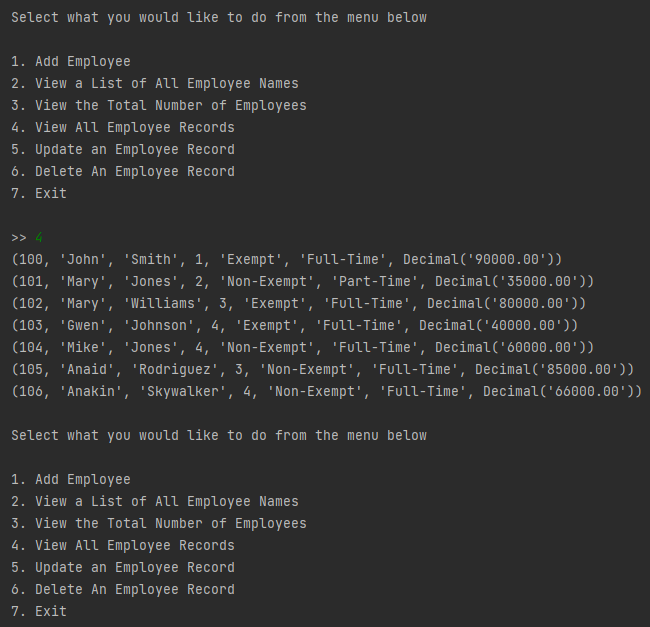 Select what you would like to do from the menu below
1. Add Employee
2. View a List of All Employee Names
3. View the Total Number of Employees
4. View All Employee Records
5. Update an Employee Record
6. Delete An Employee Record
7. Exit
>> 4
(100, 'John', 'Smith', 1, 'Exempt', 'Full-Time', Decimal('90000.00'))
(101, 'Mary', 'Jones', 2, 'Non-Exempt', 'Part-Time', Decimal('35000.00'))
(102, 'Mary', 'Williams', 3, 'Exempt', 'Full-Time', Decimal('80000.00'))
(103, 'Gwen', 'Johnson', 4, 'Exempt', 'Full-Time', Decimal('40000.00'))
(104, 'Mike', 'Jones', 4, 'Non-Exempt', 'Full-Time', Decimal('60000.00'))
(105, 'Anaid', 'Rodriguez', 3, 'Non-Exempt', 'Full-Time', Decimal('85000.00'))
(106, 'Anakin', 'Skywalker', 4, 'Non-Exempt', 'Full-Time', Decimal('66000.00'))
Select what you would like to do from the menu below
1. Add Employee
2. View a List of All Employee Names
3. View the Total Number of Employees
4. View All Employee Records
5. Update an Employee Record
6. Delete An Employee Record
7. Exit